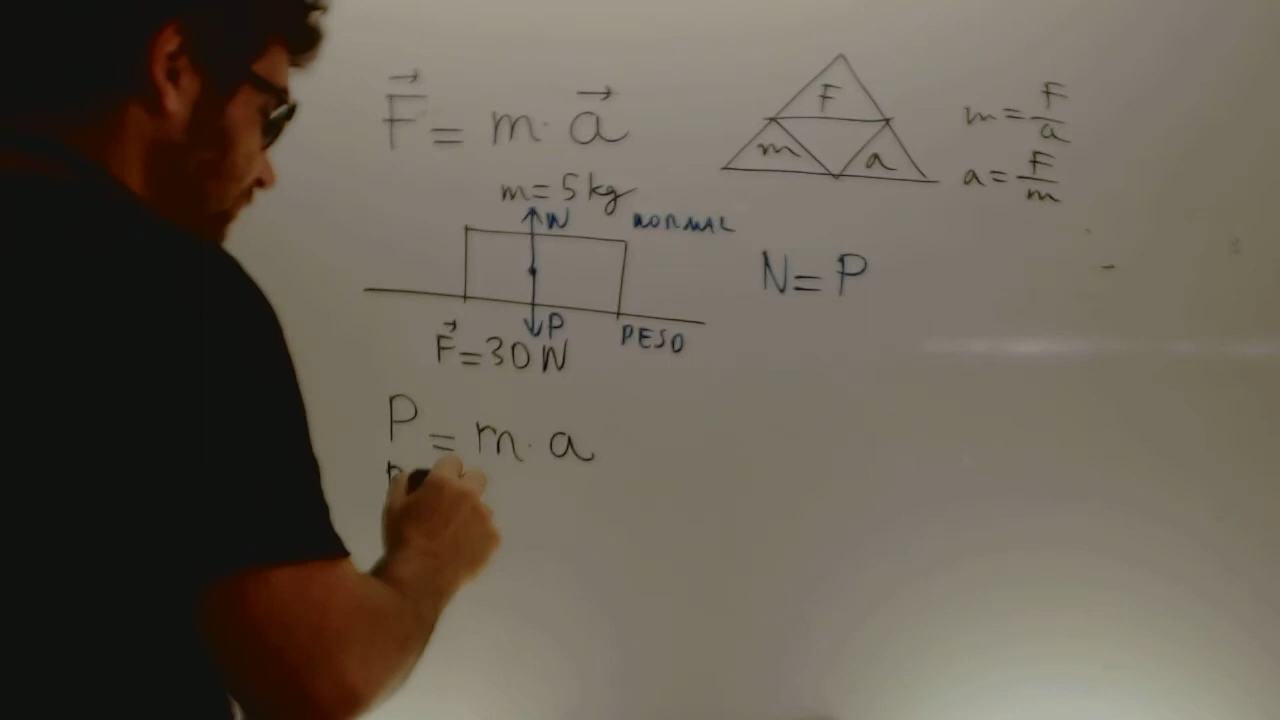 F⃗ = m · a⃗
m = 5 kg
N NORMAL
P PESO
F⃗ = 30 N
P = m · a
F
m a
m = F/a
a = F/m
N = P